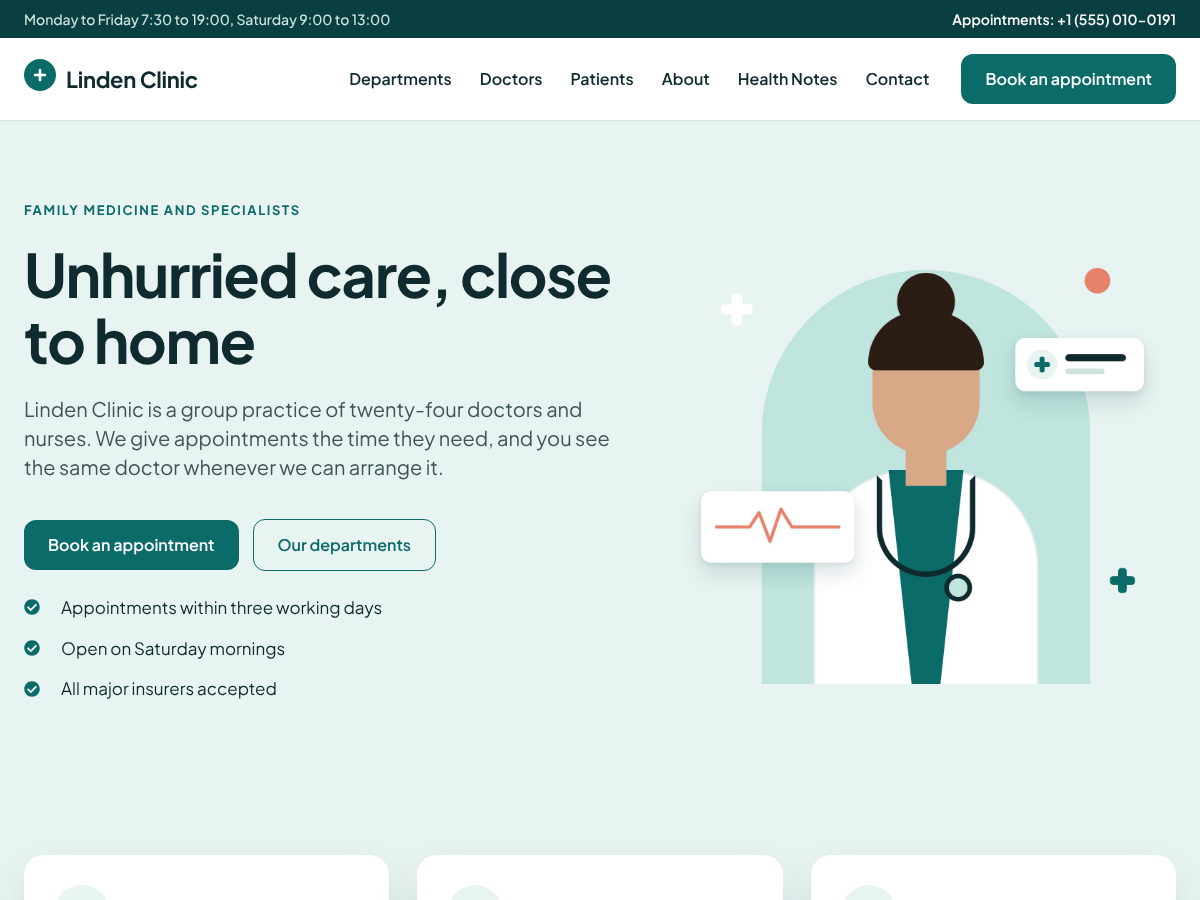 Monday to Friday 7:30 to 19:00, Saturday 9:00 to 13:00
Appointments: +1 (555) 010-0191
Linden Clinic
Departments
Doctors
Patients
About
Health Notes
Contact
Book an appointment
FAMILY MEDICINE AND SPECIALISTS
Unhurried care, close
to home
Linden Clinic is a group practice of twenty-four doctors and
nurses. We give appointments the time they need, and you see
the same doctor whenever we can arrange it.
Book an appointment
Our departments
Appointments within three working days
Open on Saturday mornings
All major insurers accepted